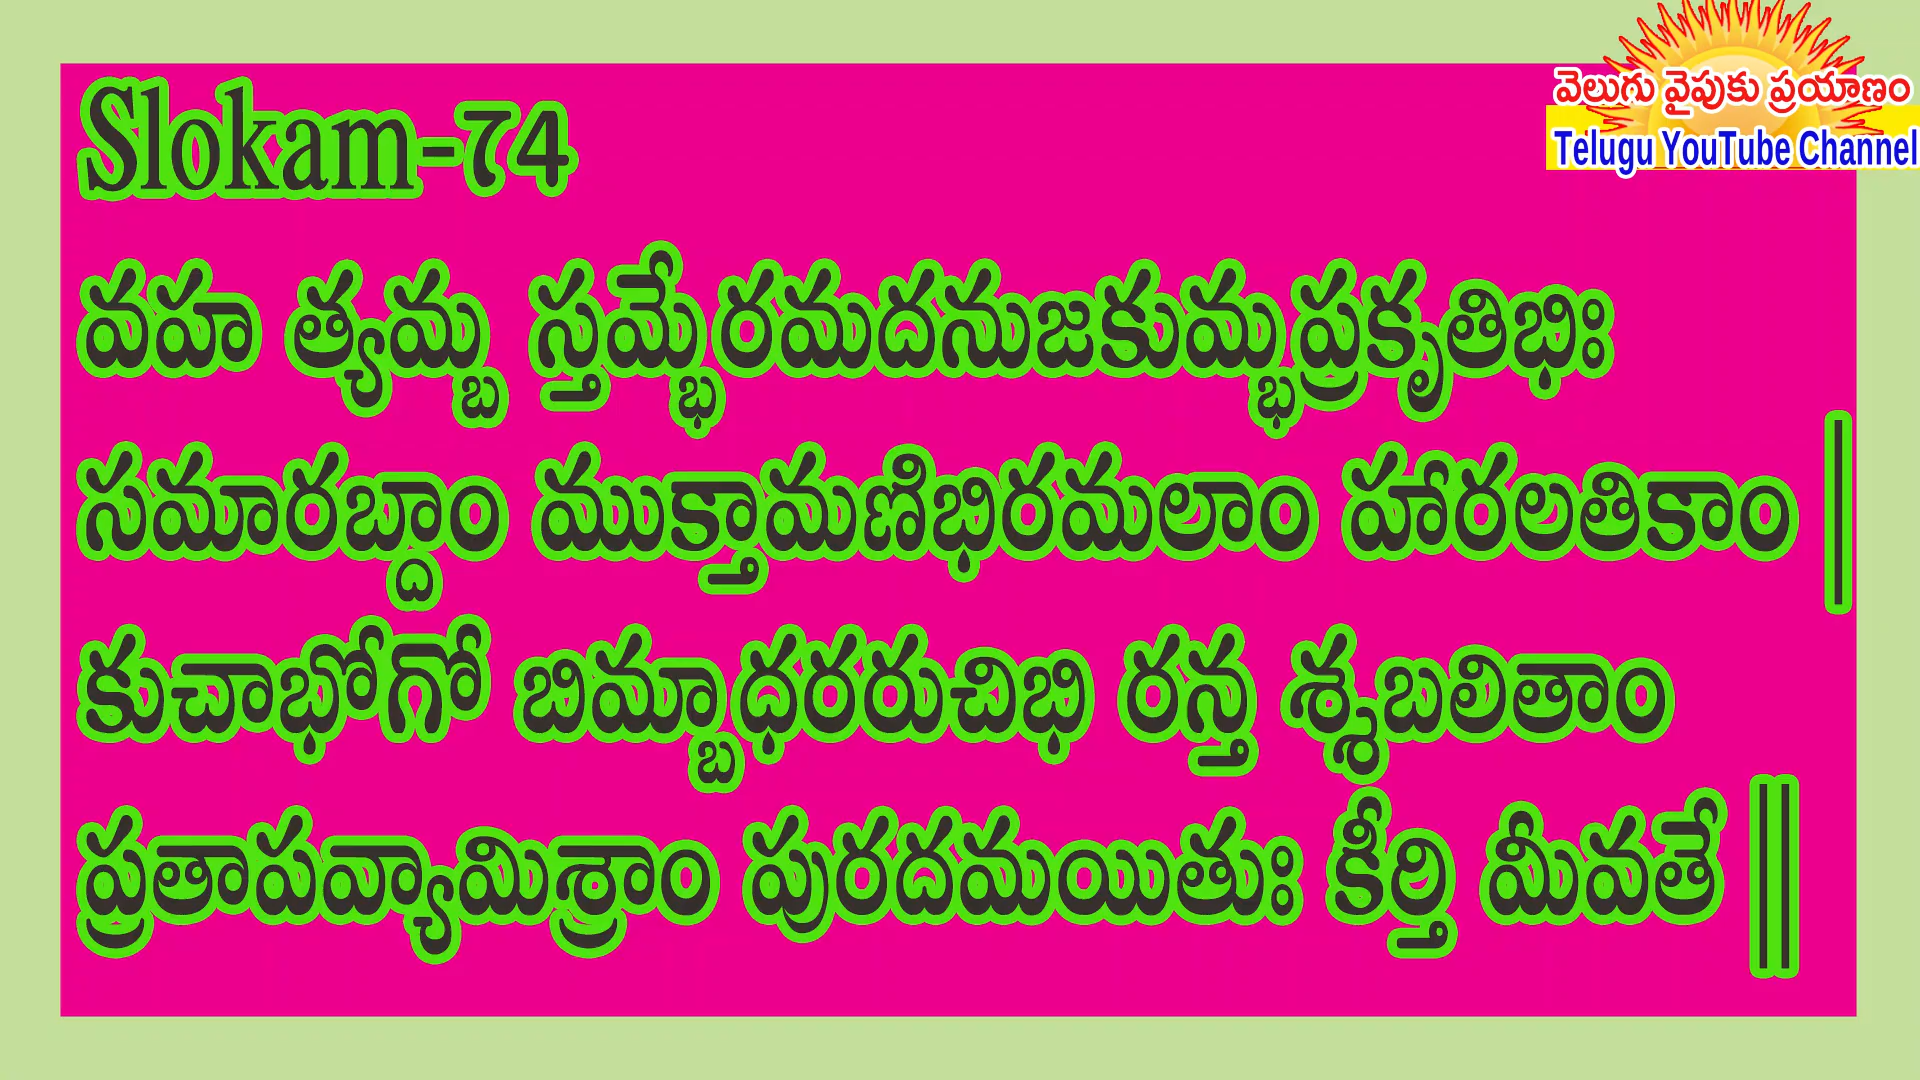 వెలుగు వైపుకు ప్రయాణం
Telugu YouTube Channel
Slokam-74
వహ త్యమ్బ స్తమ్బేరమదనుజకుమ్భప్రకృతిభిః
సమారబ్దాం ముక్తామణిభిరమలాం హారలతికాం |
కుచాభోగో బిమ్బాధరరుచిభి రన్త శ్శబలితాం
ప్రతాపవ్యామిశ్రాం పురదమయితుః కీర్తి మీవతే ||